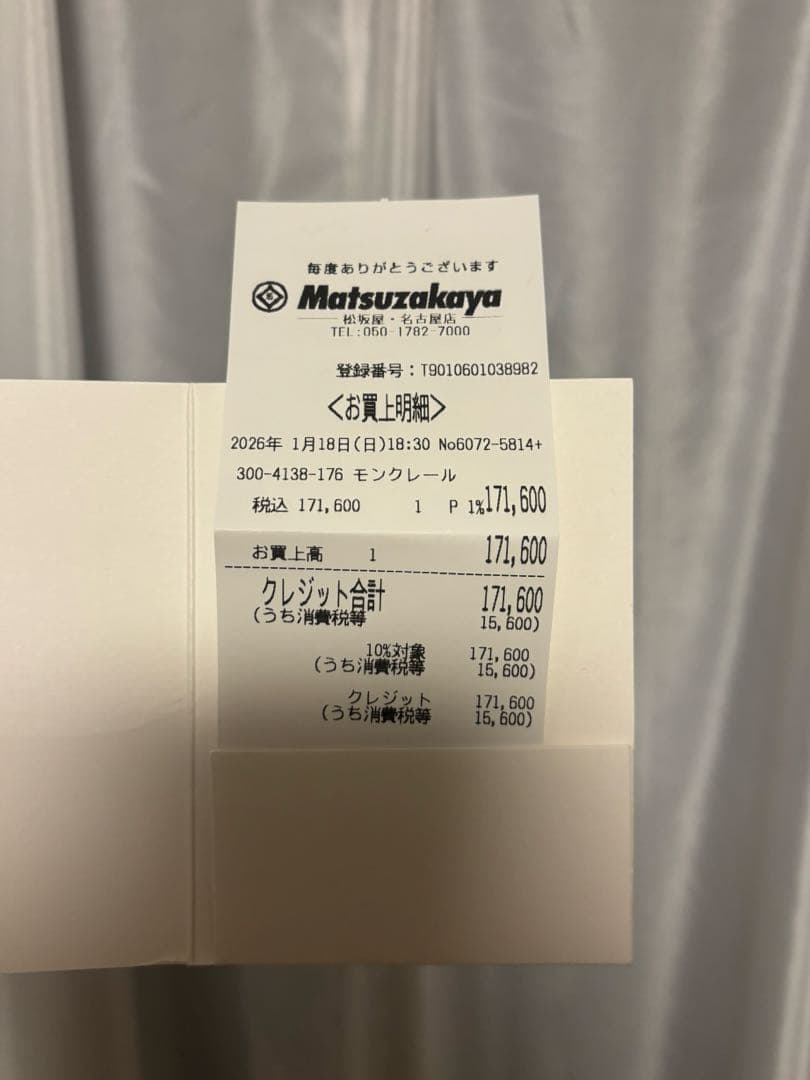 毎度ありがとうございます
Matsuzakaya
松坂屋・名古屋店
TEL:050-1782-7000
登録番号：T9010601038982
＜お買上明細＞
2026年 1月18日(日)18:30 No6072-5814+
300-4138-176 モンクレール
税込 171,600 1 P 1%171,600
お買上高 1 171,600
クレジット合計 171,600
(うち消費税等 15,600)
10%対象 171,600
(うち消費税等 15,600)
クレジット 171,600
(うち消費税等 15,600)